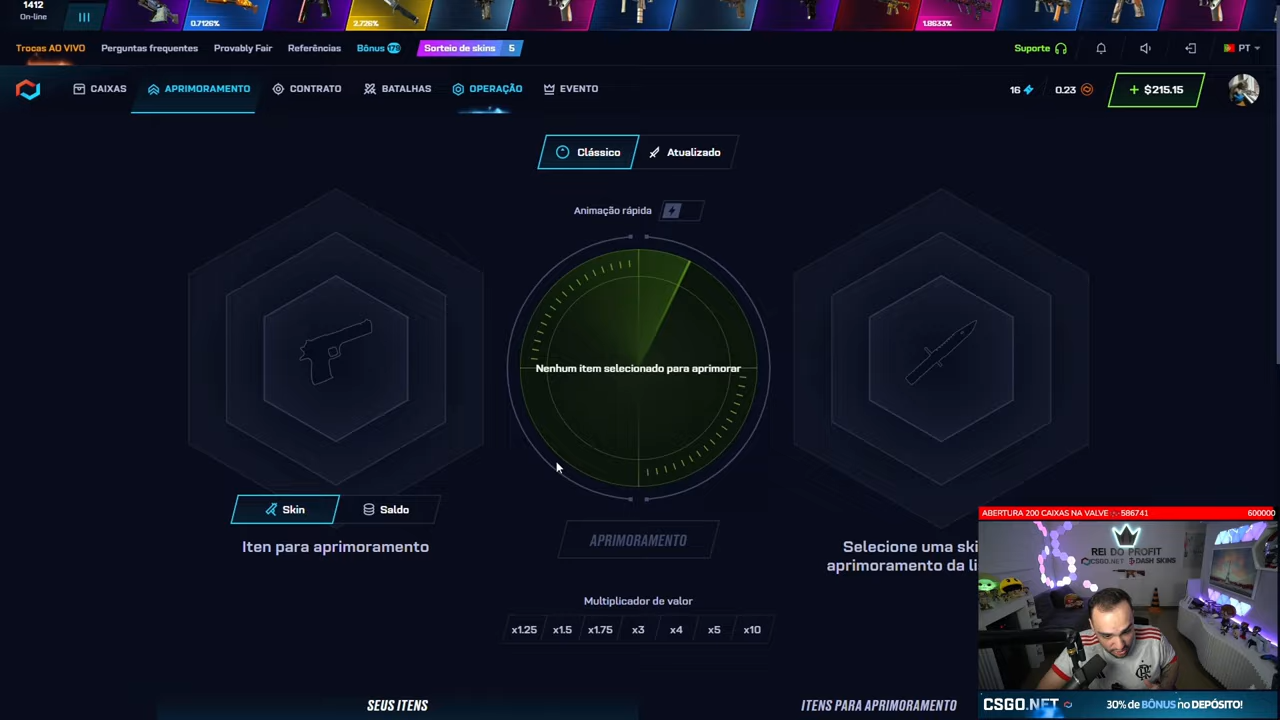 1412
On-line
0.7126%
2.726%
1.8633%
Trocas AO VIVO
Perguntas frequentes
Provably Fair
Referências
Bônus
Sorteio de skins 5
Suporte
PT
CAIXAS
APRIMORAMENTO
CONTRATO
BATALHAS
OPERAÇÃO
EVENTO
16
0.23
+ $215.15
Clássico
Atualizado
Animação rápida
Nenhum item selecionado para aprimorar
Skin
Saldo
Iten para aprimoramento
APRIMORAMENTO
Selecione uma ski
aprimoramento da li
Multiplicador de valor
x1.25 x1.5 x1.75 x3 x4 x5 x10
SEUS ITENS
ITENS PARA APRIMORAMENTO
ABERTURA 200 CAIXAS NA VALVE :- 586741 600000
REI DO PROFIT
CSGO.NET DASH SKINS
CSGO.NET
30% de BÔNUS no DEPÓSITO!